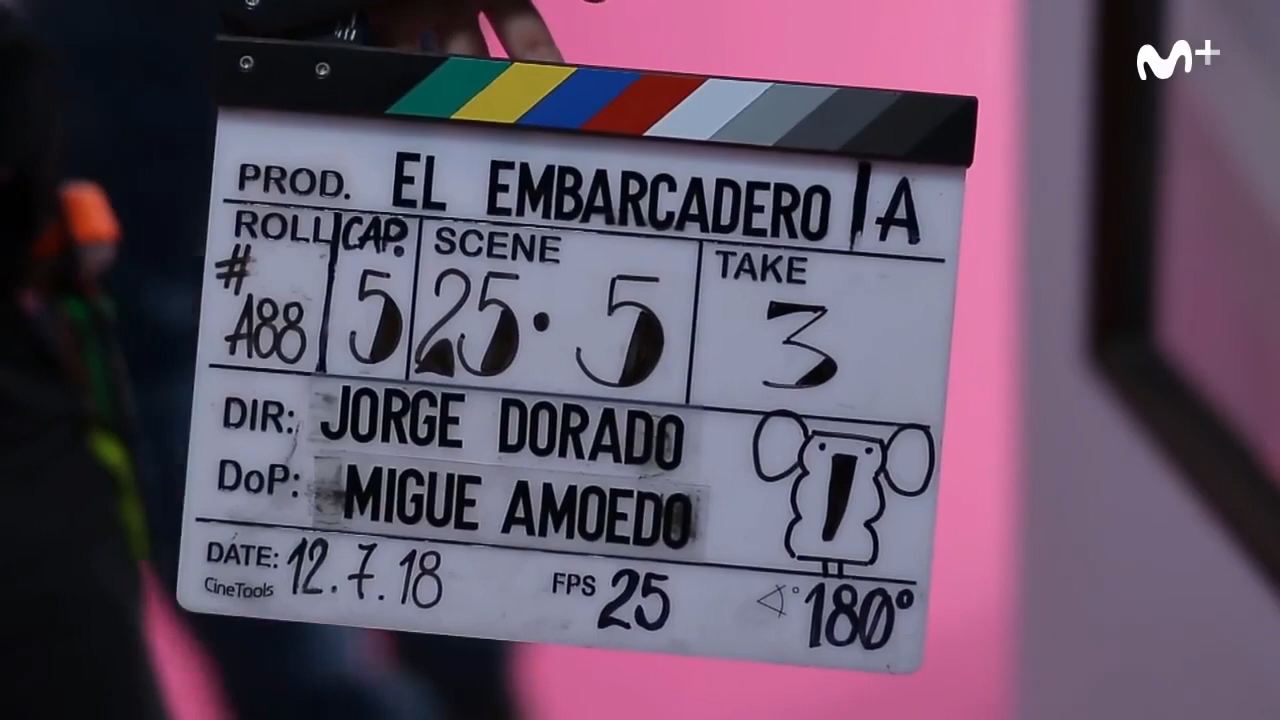 M+
PROD. EL EMBARCADERO 1A
ROLL CAP. SCENE TAKE
# A88 5 25·5 3
DIR: JORGE DORADO
DoP: MIGUE AMOEDO
DATE: 12.7.18 FPS 25 180°
CineTools